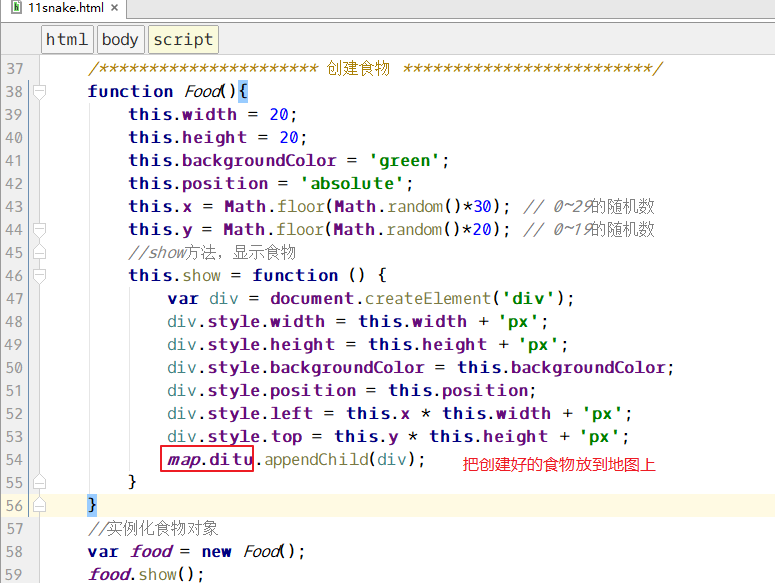 11snake.html ×
html body script
37 /********************** 创建食物 *************************/
38 function Food(){
39 this.width = 20;
40 this.height = 20;
41 this.backgroundColor = 'green';
42 this.position = 'absolute';
43 this.x = Math.floor(Math.random()*30); // 0~29的随机数
44 this.y = Math.floor(Math.random()*20); // 0~19的随机数
45 //show方法，显示食物
46 this.show = function () {
47 var div = document.createElement('div');
48 div.style.width = this.width + 'px';
49 div.style.height = this.height + 'px';
50 div.style.backgroundColor = this.backgroundColor;
51 div.style.position = this.position;
52 div.style.left = this.x * this.width + 'px';
53 div.style.top = this.y * this.height + 'px';
54 map.ditu.appendChild(div); 把创建好的食物放到地图上
55 }
56 }
57 //实例化食物对象
58 var food = new Food();
59 food.show();